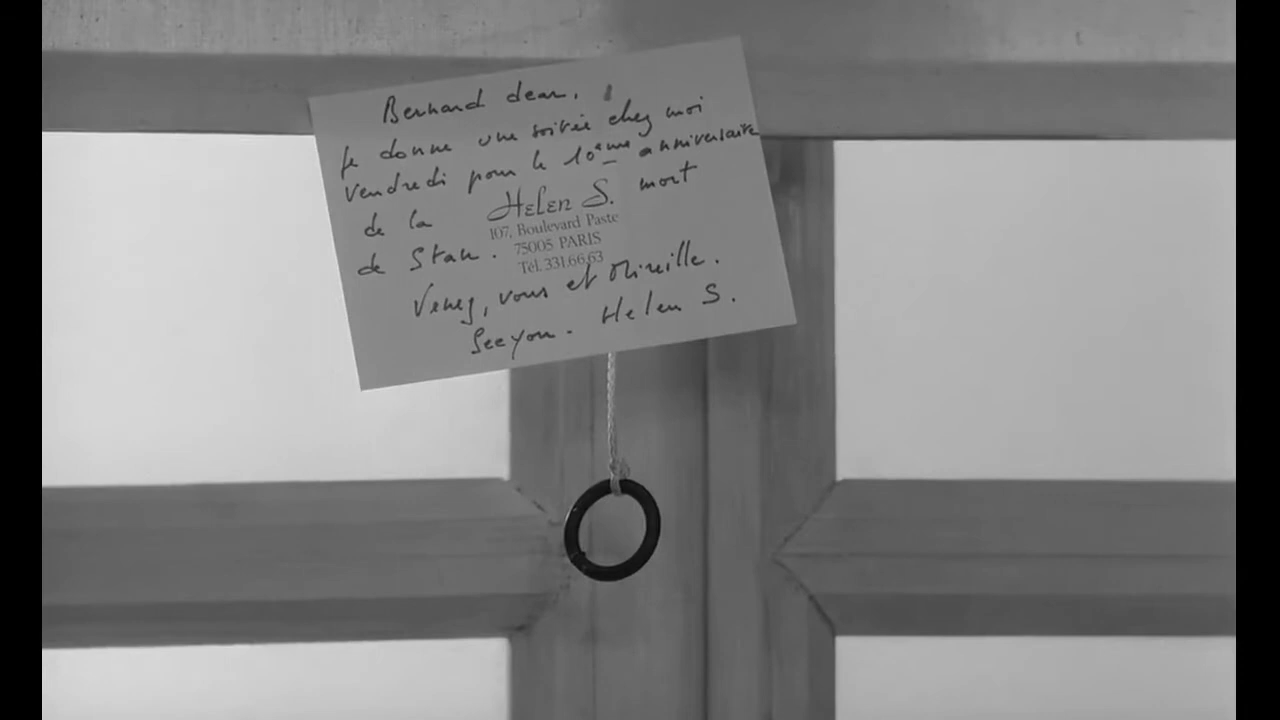 Bernard dear,
je donne une soirée chez moi
vendredi pour le 10ème anniversaire
de la mort
de Stan.
Helen S.
107, Boulevard Paste
75005 PARIS
Tél. 331.66.63
Venez, vous et Mireille.
See you. Helen S.